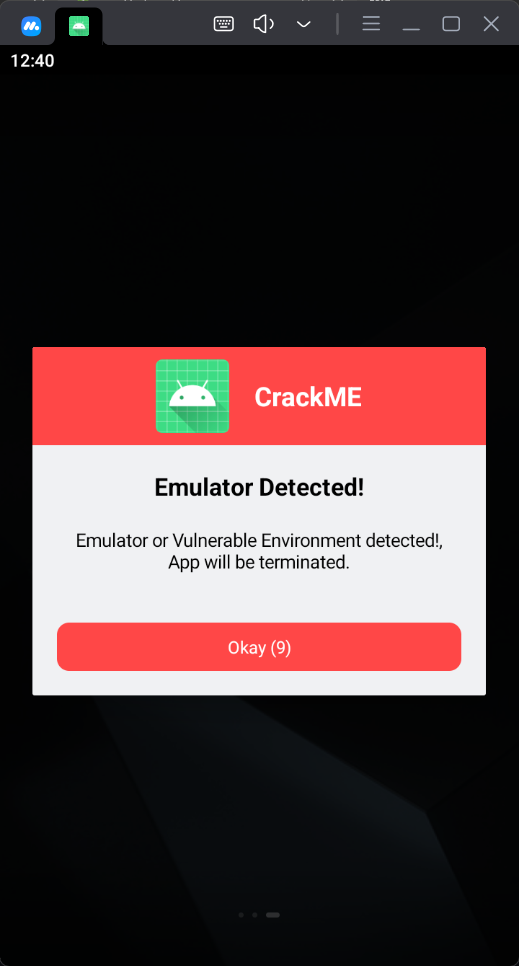 12:40
CrackME
Emulator Detected!
Emulator or Vulnerable Environment detected!,
App will be terminated.
Okay (9)